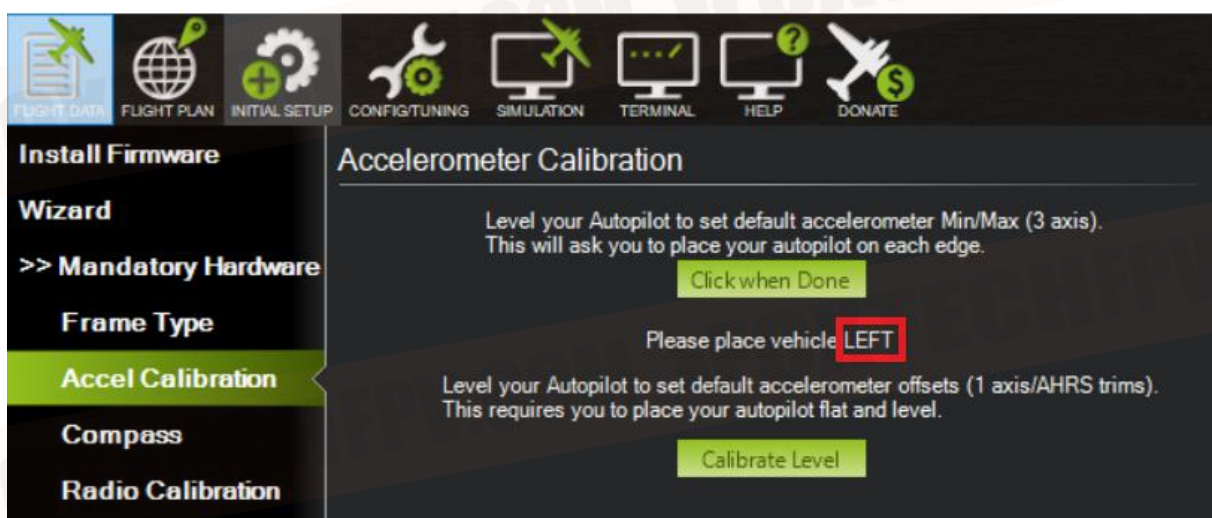 FLIGHT DATA
FLIGHT PLAN
INITIAL SETUP
CONFIG/TUNING
SIMULATION
TERMINAL
HELP
DONATE
Install Firmware
Wizard
>> Mandatory Hardware
Frame Type
Accel Calibration
Compass
Radio Calibration
Accelerometer Calibration
Level your Autopilot to set default accelerometer Min/Max (3 axis).
This will ask you to place your autopilot on each edge.
Click when Done
Please place vehicle LEFT
Level your Autopilot to set default accelerometer offsets (1 axis/AHRS trims).
This requires you to place your autopilot flat and level.
Calibrate Level